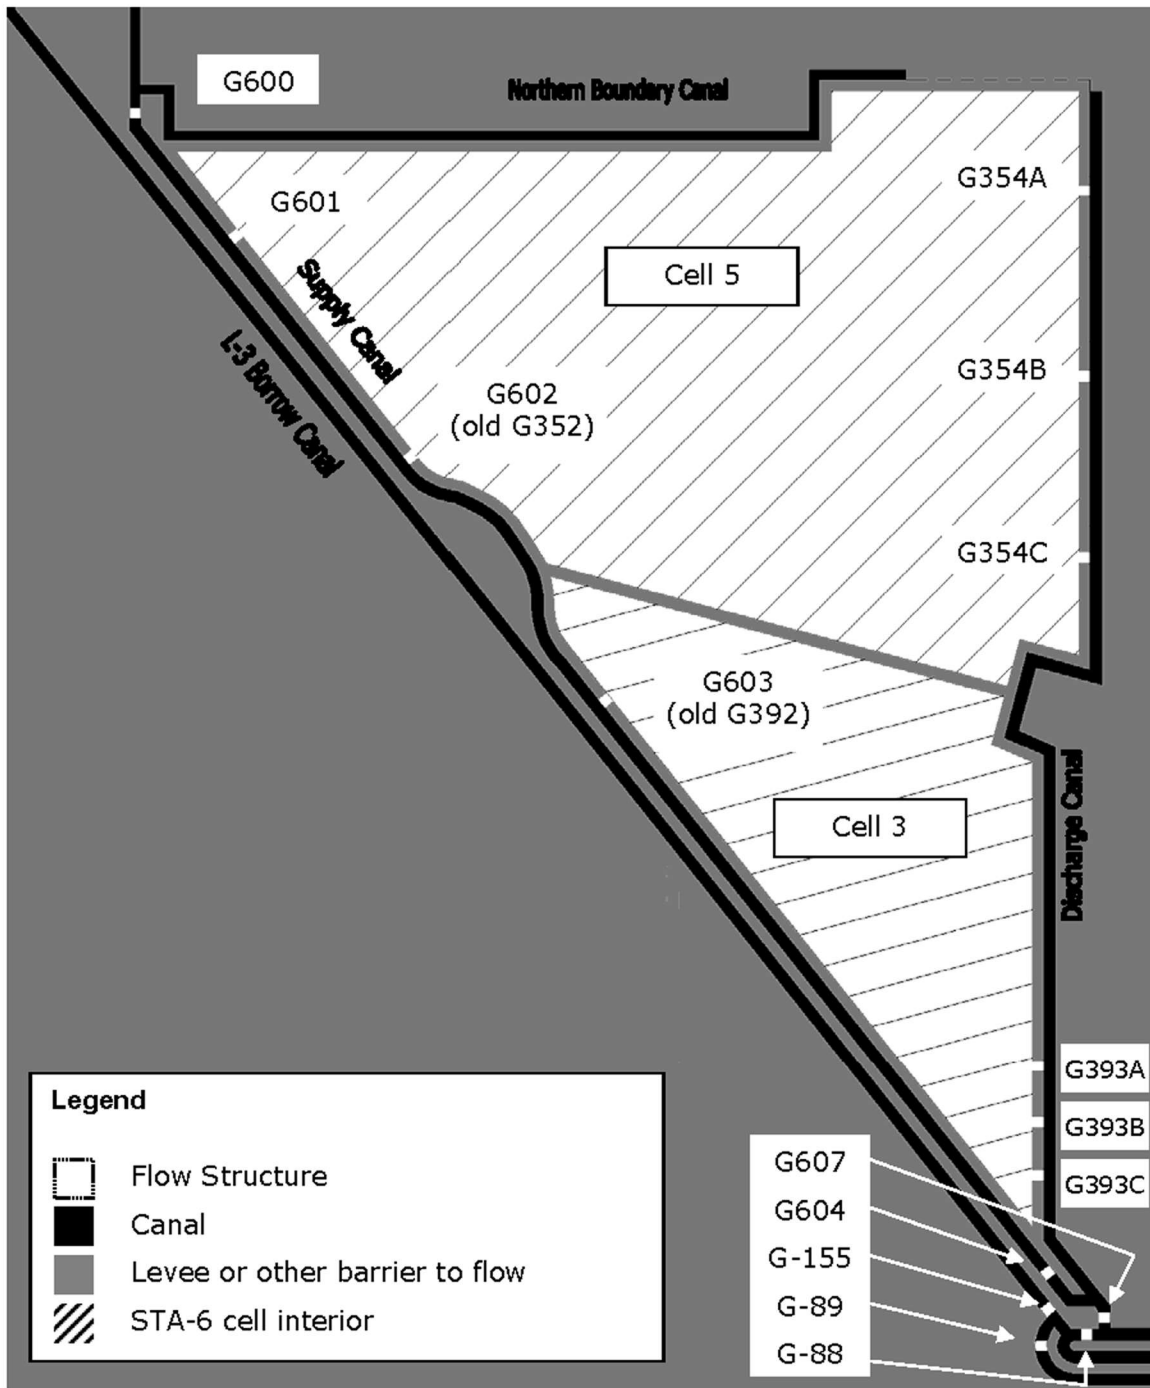 G600
Northern Boundary Canal
G354A
G601
Cell 5
Supply Canal
L-3 Borrow Canal
G354B
G602
(old G352)
G354C
G603
(old G392)
Cell 3
Discharge Canal
G393A
G393B
G393C
Legend
Flow Structure
Canal
Levee or other barrier to flow
STA-6 cell interior
G607
G604
G-155
G-89
G-88